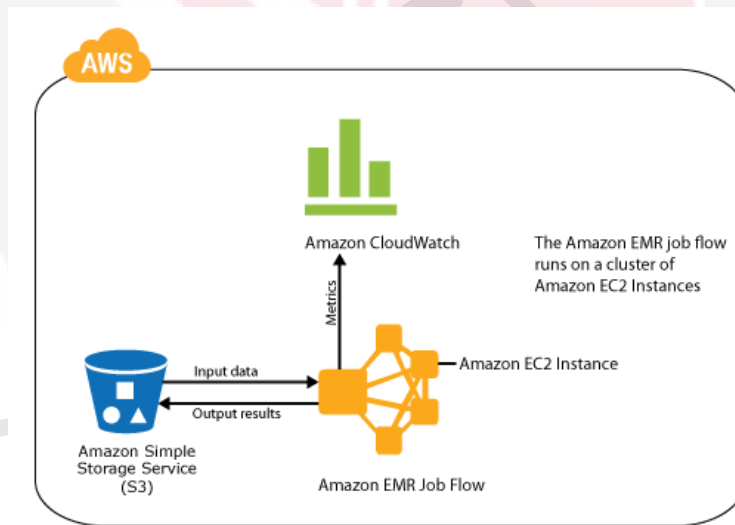 AWS
Amazon CloudWatch
The Amazon EMR job flow
runs on a cluster of
Amazon EC2 Instances
Metrics
Input data
Output results
Amazon EC2 Instance
Amazon Simple
Storage Service
(S3)
Amazon EMR Job Flow